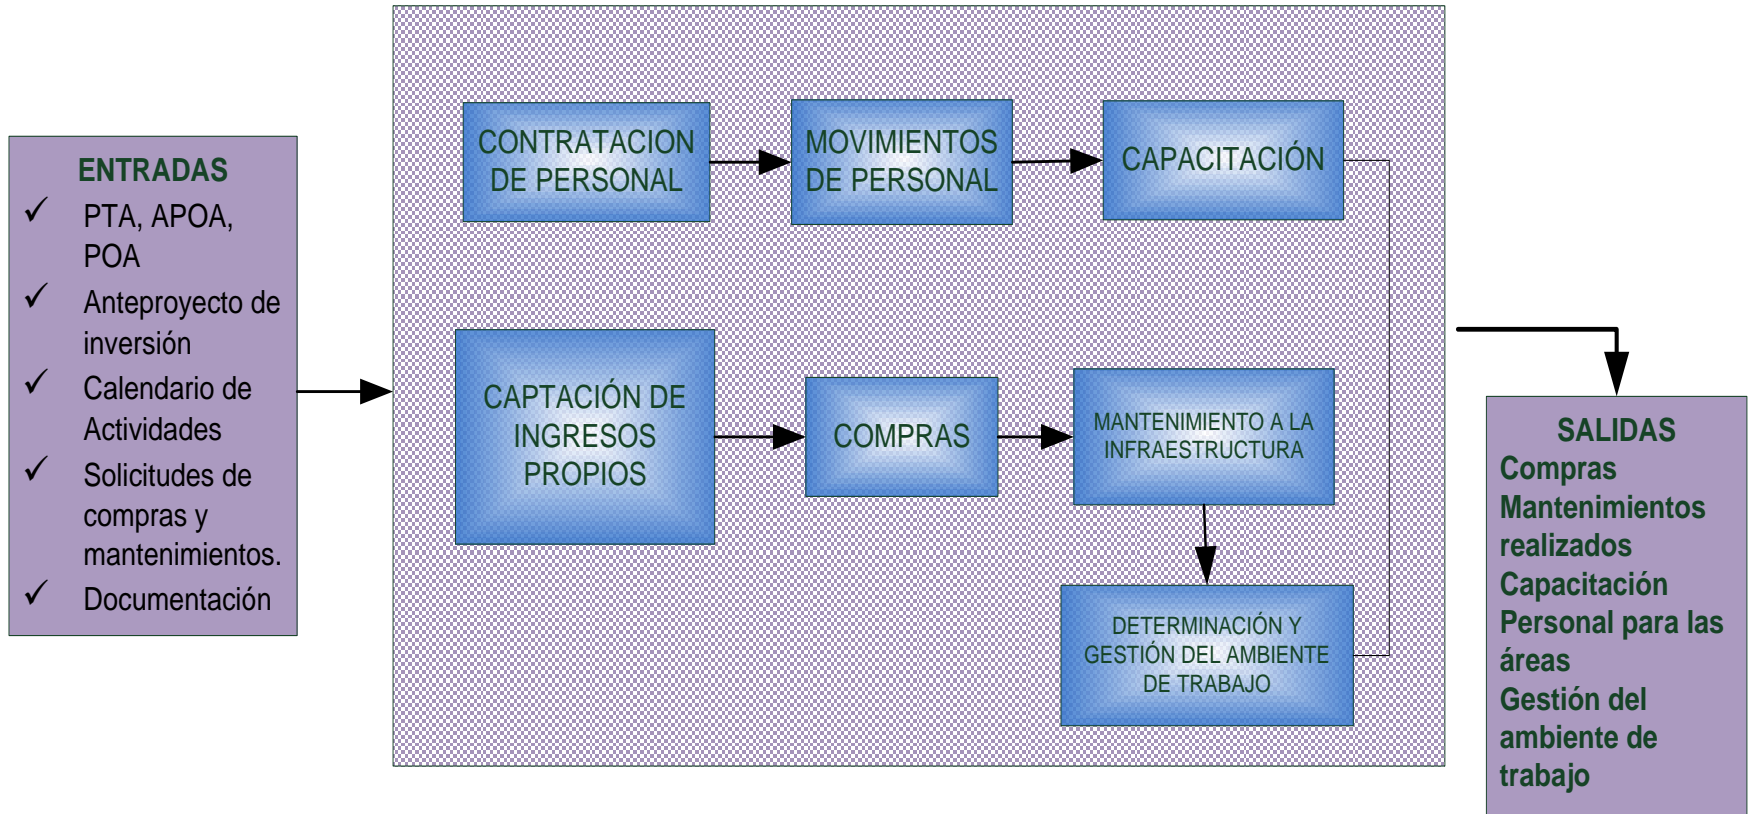 ENTRADAS
✓ PTA, APOA,
POA
✓ Anteproyecto de
inversión
✓ Calendario de
Actividades
✓ Solicitudes de
compras y
mantenimientos.
✓ Documentación
CONTRATACION
DE PERSONAL
MOVIMIENTOS
DE PERSONAL
CAPACITACIÓN
CAPTACIÓN DE
INGRESOS
PROPIOS
COMPRAS
MANTENIMIENTO A LA
INFRAESTRUCTURA
DETERMINACIÓN Y
GESTIÓN DEL AMBIENTE
DE TRABAJO
SALIDAS
Compras
Mantenimientos
realizados
Capacitación
Personal para las
áreas
Gestión del
ambiente de
trabajo